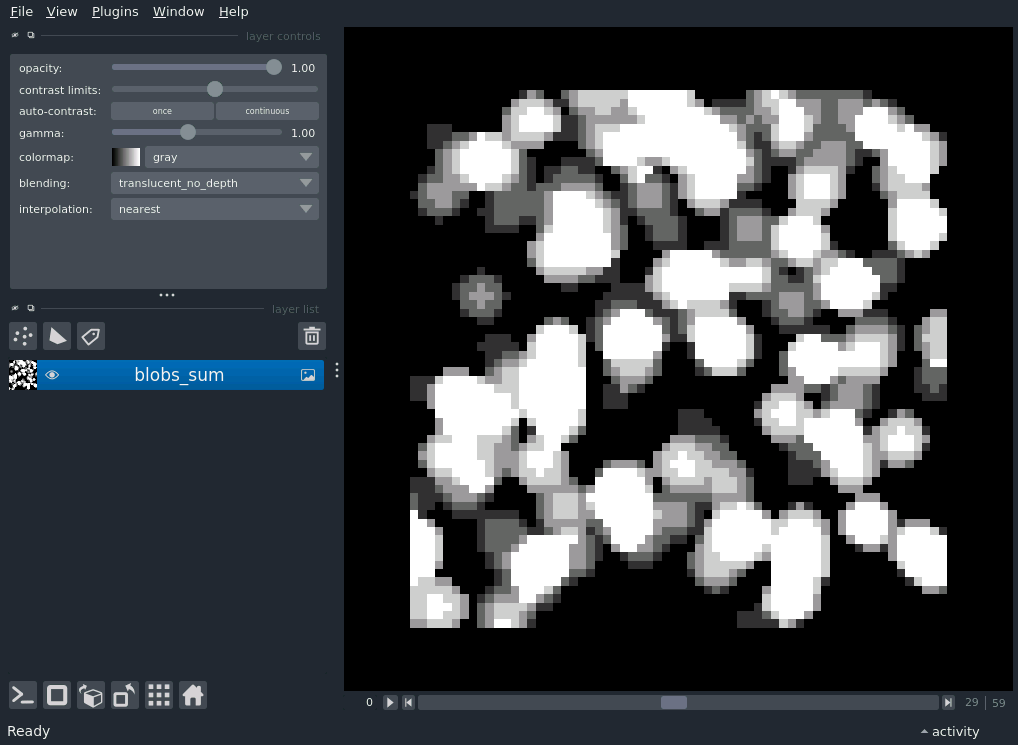 File View Plugins Window Help
layer controls
opacity: 1.00
contrast limits:
auto-contrast: once continuous
gamma: 1.00
colormap: gray
blending: translucent_no_depth
interpolation: nearest
layer list
blobs_sum
0 29 | 59
Ready activity